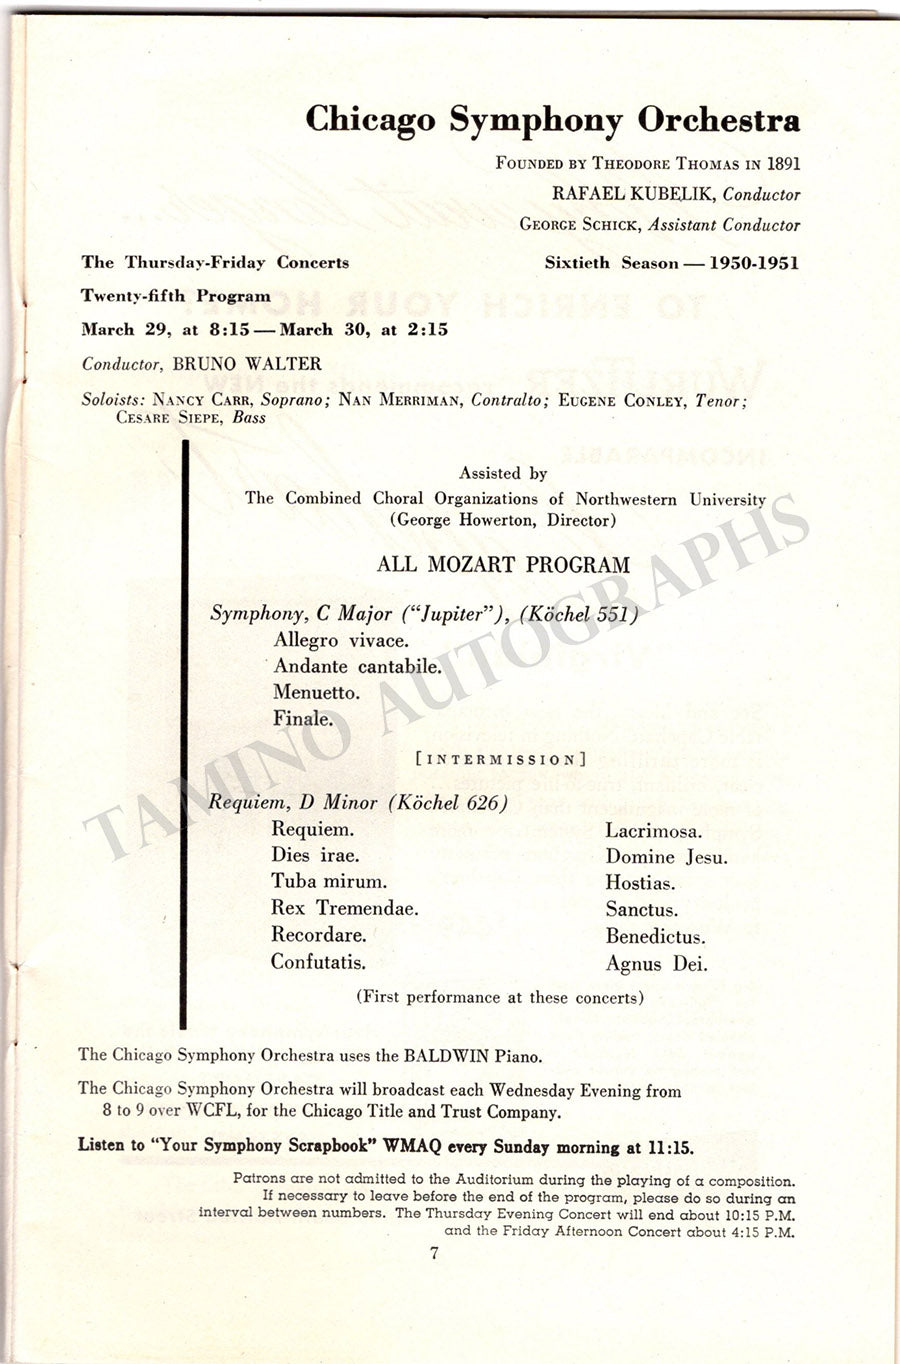 Chicago Symphony Orchestra
Founded by Theodore Thomas in 1891
RAFAEL KUBELIK, Conductor
George Schick, Assistant Conductor
The Thursday-Friday Concerts
Sixtieth Season — 1950-1951
Twenty-fifth Program
March 29, at 8:15 — March 30, at 2:15
Conductor, BRUNO WALTER
Soloists: Nancy Carr, Soprano; Nan Merriman, Contralto; Eugene Conley, Tenor;
Cesare Siepe, Bass
Assisted by
The Combined Choral Organizations of Northwestern University
(George Howerton, Director)
ALL MOZART PROGRAM
Symphony, C Major ("Jupiter"), (Köchel 551)
Allegro vivace.
Andante cantabile.
Menuetto.
Finale.
[INTERMISSION]
Requiem, D Minor (Köchel 626)
Requiem.
Dies irae.
Tuba mirum.
Rex Tremendae.
Recordare.
Confutatis.
Lacrimosa.
Domine Jesu.
Hostias.
Sanctus.
Benedictus.
Agnus Dei.
(First performance at these concerts)
The Chicago Symphony Orchestra uses the BALDWIN Piano.
The Chicago Symphony Orchestra will broadcast each Wednesday Evening from
8 to 9 over WCFL, for the Chicago Title and Trust Company.
Listen to "Your Symphony Scrapbook" WMAQ every Sunday morning at 11:15.
Patrons are not admitted to the Auditorium during the playing of a composition.
If necessary to leave before the end of the program, please do so during an
interval between numbers. The Thursday Evening Concert will end about 10:15 P.M.
and the Friday Afternoon Concert about 4:15 P.M.
7
TAMINO AUTOGRAPHS